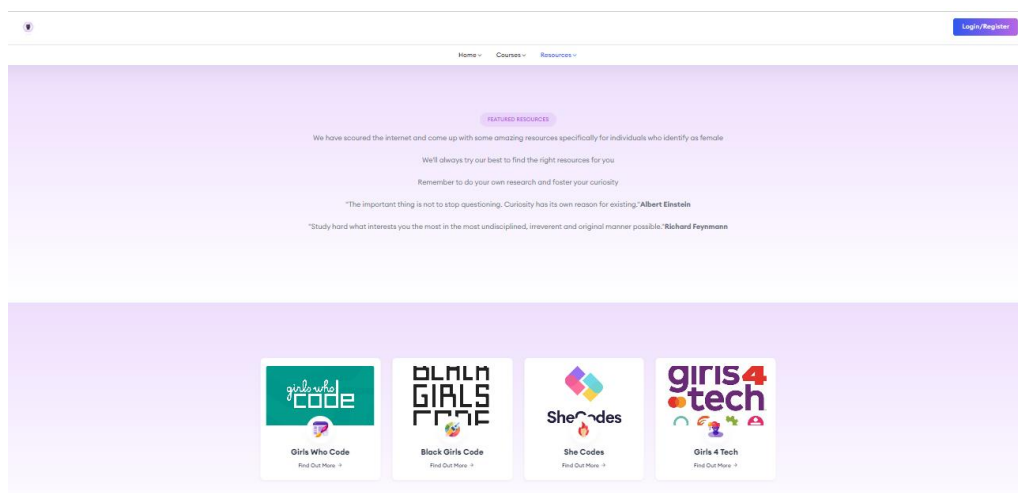 Login/Register
Home
Courses
Resources
FEATURED RESOURCES
We have scoured the internet and come up with some amazing resources specifically for individuals who identify as female
We'll always try our best to find the right resources for you
Remember to do your own research and foster your curiosity
"The important thing is not to stop questioning. Curiosity has its own reason for existing."Albert Einstein
"Study hard what interests you the most in the most undisciplined, irreverent and original manner possible."Richard Feynmann
girls who
code
BLACK
GIRLS
CODE
SheCodes
girls4
tech
Girls Who Code
Find Out More →
Black Girls Code
Find Out More →
She Codes
Find Out More →
Girls 4 Tech
Find Out More →